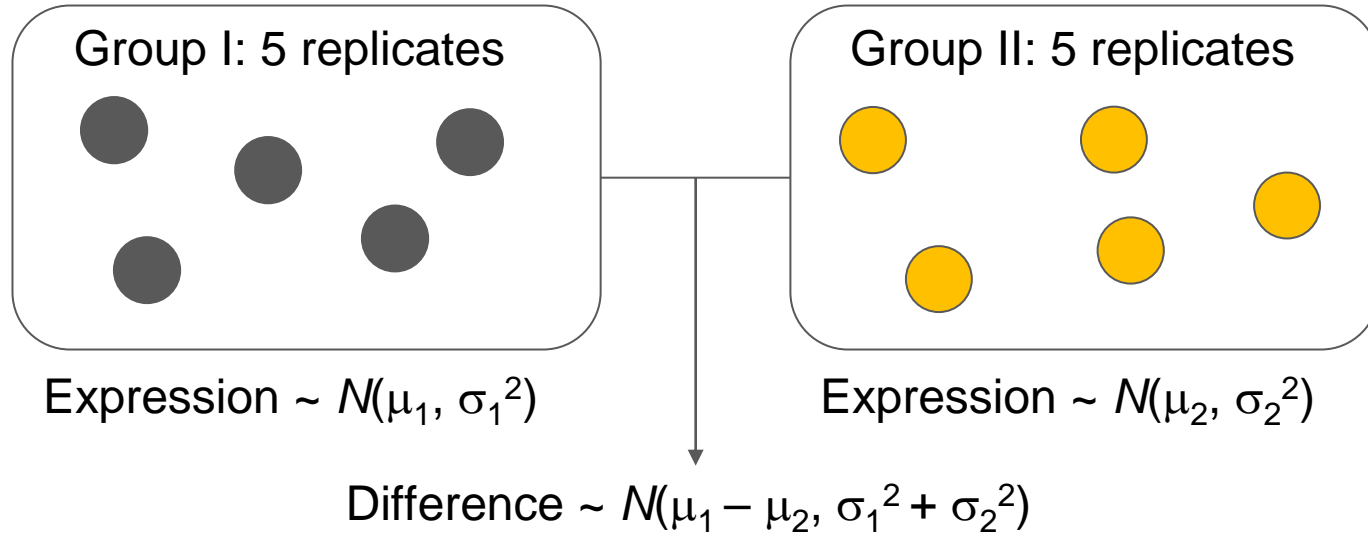 Group I: 5 replicates
Group II: 5 replicates
Expression ~ N(μ₁, σ₁²)
Expression ~ N(μ₂, σ₂²)
Difference ~ N(μ₁ – μ₂, σ₁² + σ₂²)